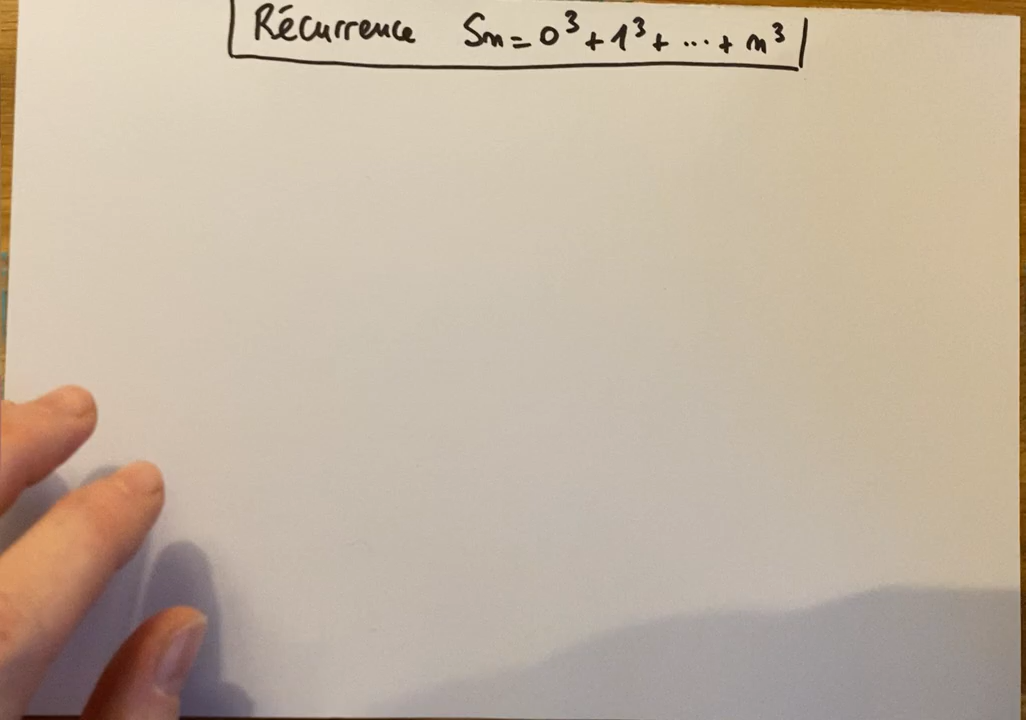 Récurrence Sn = 0³ + 1³ + ... + n³